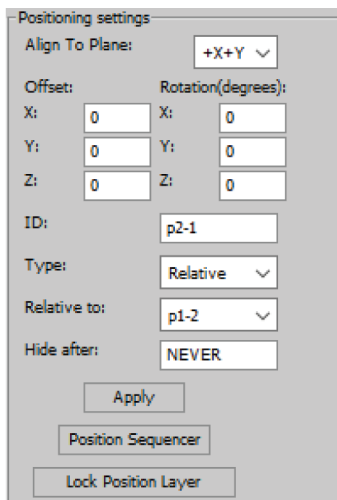 Positioning settings
Align To Plane: +X+Y
Offset: Rotation(degrees):
X: 0 X: 0
Y: 0 Y: 0
Z: 0 Z: 0
ID: p2-1
Type: Relative
Relative to: p1-2
Hide after: NEVER
Apply
Position Sequencer
Lock Position Layer